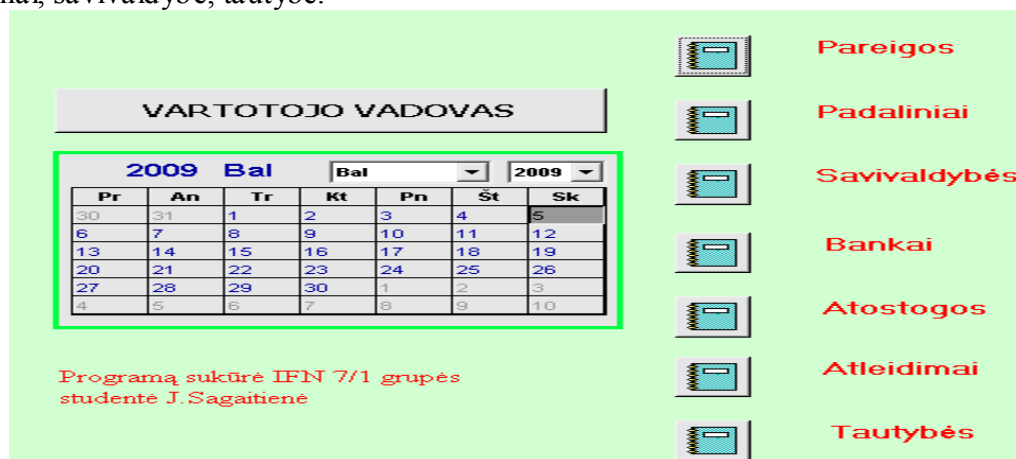 savivaldybė, tautybė.
VARTOTOJO VADOVAS
2009 Bal Bal 2009
Pr An Tr Kt Pn Št Sk
30 31 1 2 3 4 5
6 7 8 9 10 11 12
13 14 15 16 17 18 19
20 21 22 23 24 25 26
27 28 29 30 1 2 3
4 5 6 7 8 9 10
Programą sukūrė IFN 7/1 grupės
studentė J.Sagaitienė
Pareigos
Padaliniai
Savivaldybės
Bankai
Atostogos
Atleidimai
Tautybės